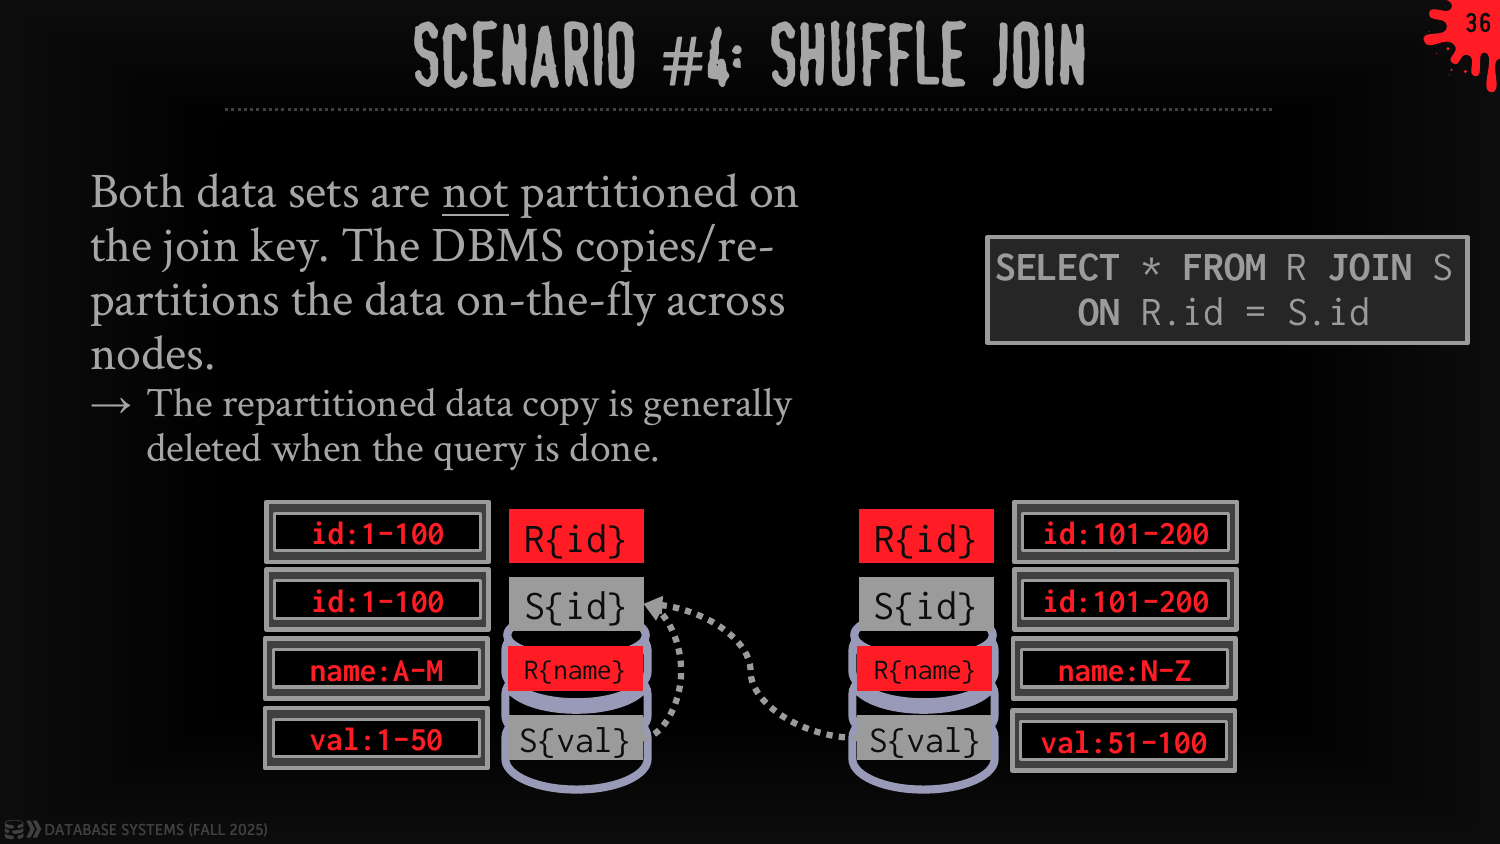 36
SCENARIO #4: SHUFFLE JOIN
Both data sets are not partitioned on
the join key. The DBMS copies/re-
partitions the data on-the-fly across
nodes.
→ The repartitioned data copy is generally
deleted when the query is done.
SELECT * FROM R JOIN S
ON R.id = S.id
id:1-100 R{id} R{id} id:101-200
id:1-100 S{id} S{id} id:101-200
name:A-M R{name} R{name} name:N-Z
val:1-50 S{val} S{val} val:51-100
DATABASE SYSTEMS (FALL 2025)